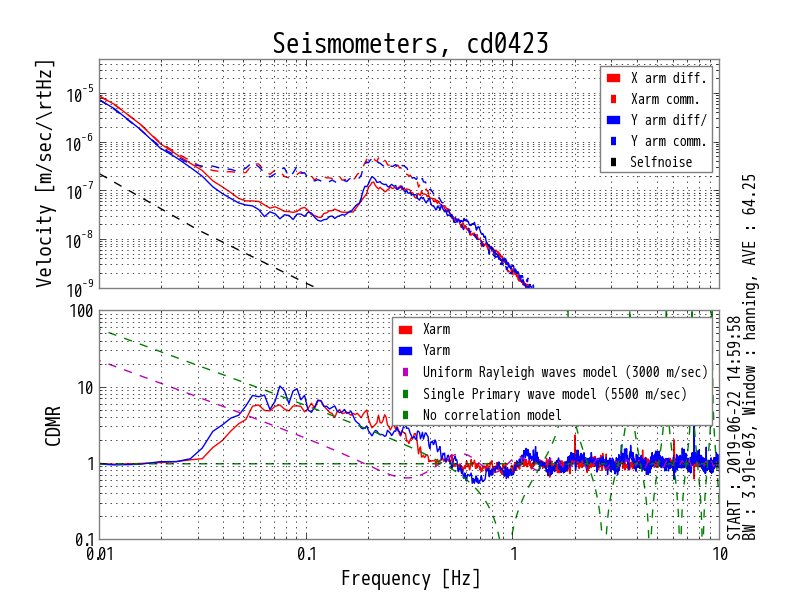 Seismometers, cd0423
Velocity [m/sec/\rtHz]
10^-5
10^-6
10^-7
10^-8
10^-9
X arm diff.
Xarm comm.
Y arm diff/
Y arm comm.
Selfnoise
CDMR
100
10
1
0.1
Xarm
Yarm
Uniform Rayleigh waves model (3000 m/sec)
Single Primary wave model (5500 m/sec)
No correlation model
0.01
0.1
1
10
Frequency [Hz]
START : 2019-06-22 14:59:58
BW : 3.91e-03, Window : hanning, AVE : 64.25